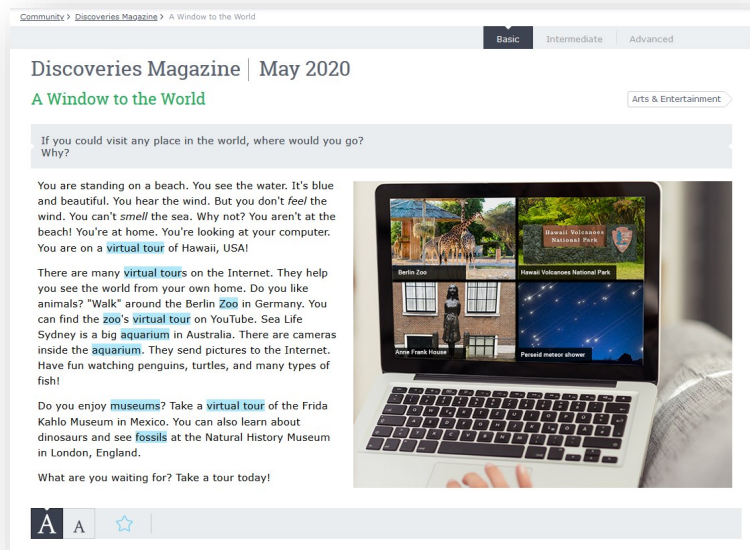 Community > Discoveries Magazine > A Window to the World
Basic Intermediate Advanced
Discoveries Magazine | May 2020
A Window to the World
Arts & Entertainment
If you could visit any place in the world, where would you go?
Why?
You are standing on a beach. You see the water. It's blue
and beautiful. You hear the wind. But you don't feel the
wind. You can't smell the sea. Why not? You aren't at the
beach! You're at home. You're looking at your computer.
You are on a virtual tour of Hawaii, USA!
There are many virtual tours on the Internet. They help
you see the world from your own home. Do you like
animals? "Walk" around the Berlin Zoo in Germany. You
can find the zoo's virtual tour on YouTube. Sea Life
Sydney is a big aquarium in Australia. There are cameras
inside the aquarium. They send pictures to the Internet.
Have fun watching penguins, turtles, and many types of
fish!
Do you enjoy museums? Take a virtual tour of the Frida
Kahlo Museum in Mexico. You can also learn about
dinosaurs and see fossils at the Natural History Museum
in London, England.
What are you waiting for? Take a tour today!
Hawaii Volcanoes
National Park
Berlin Zoo
Hawaii Volcanoes National Park
Anne Frank House
Perseid meteor shower
A A